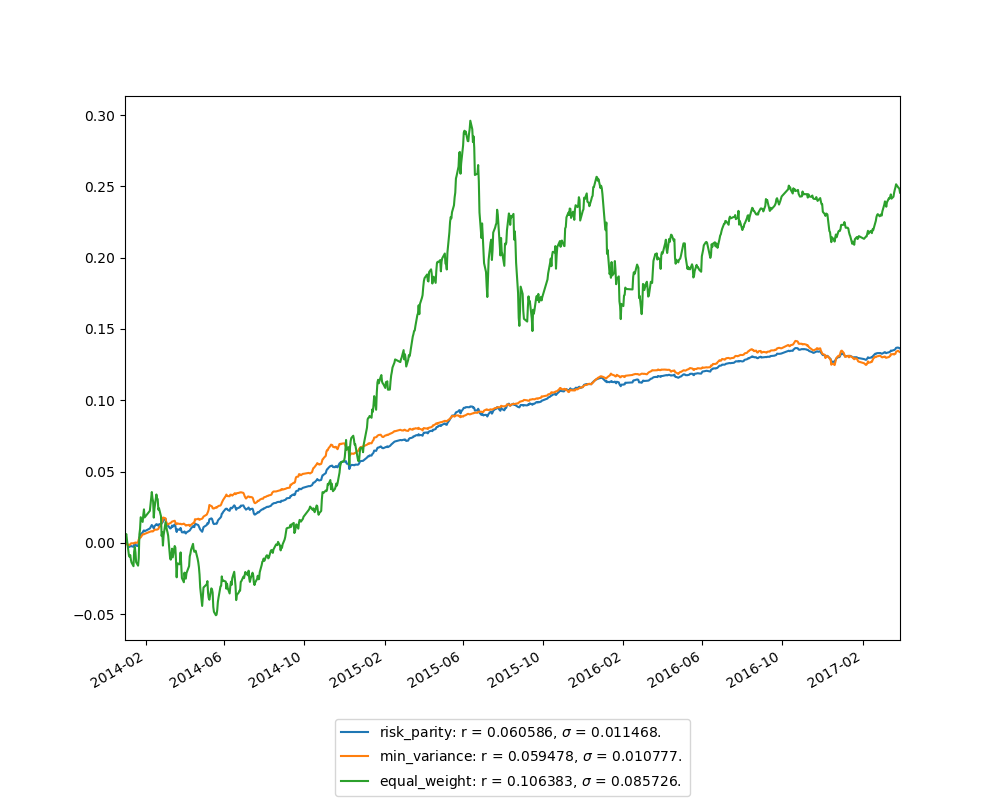 0.30
0.25
0.20
0.15
0.10
0.05
0.00
−0.05
2014-02 2014-06 2014-10 2015-02 2015-06 2015-10 2016-02 2016-06 2016-10 2017-02
risk_parity: r = 0.060586, σ = 0.011468.
min_variance: r = 0.059478, σ = 0.010777.
equal_weight: r = 0.106383, σ = 0.085726.